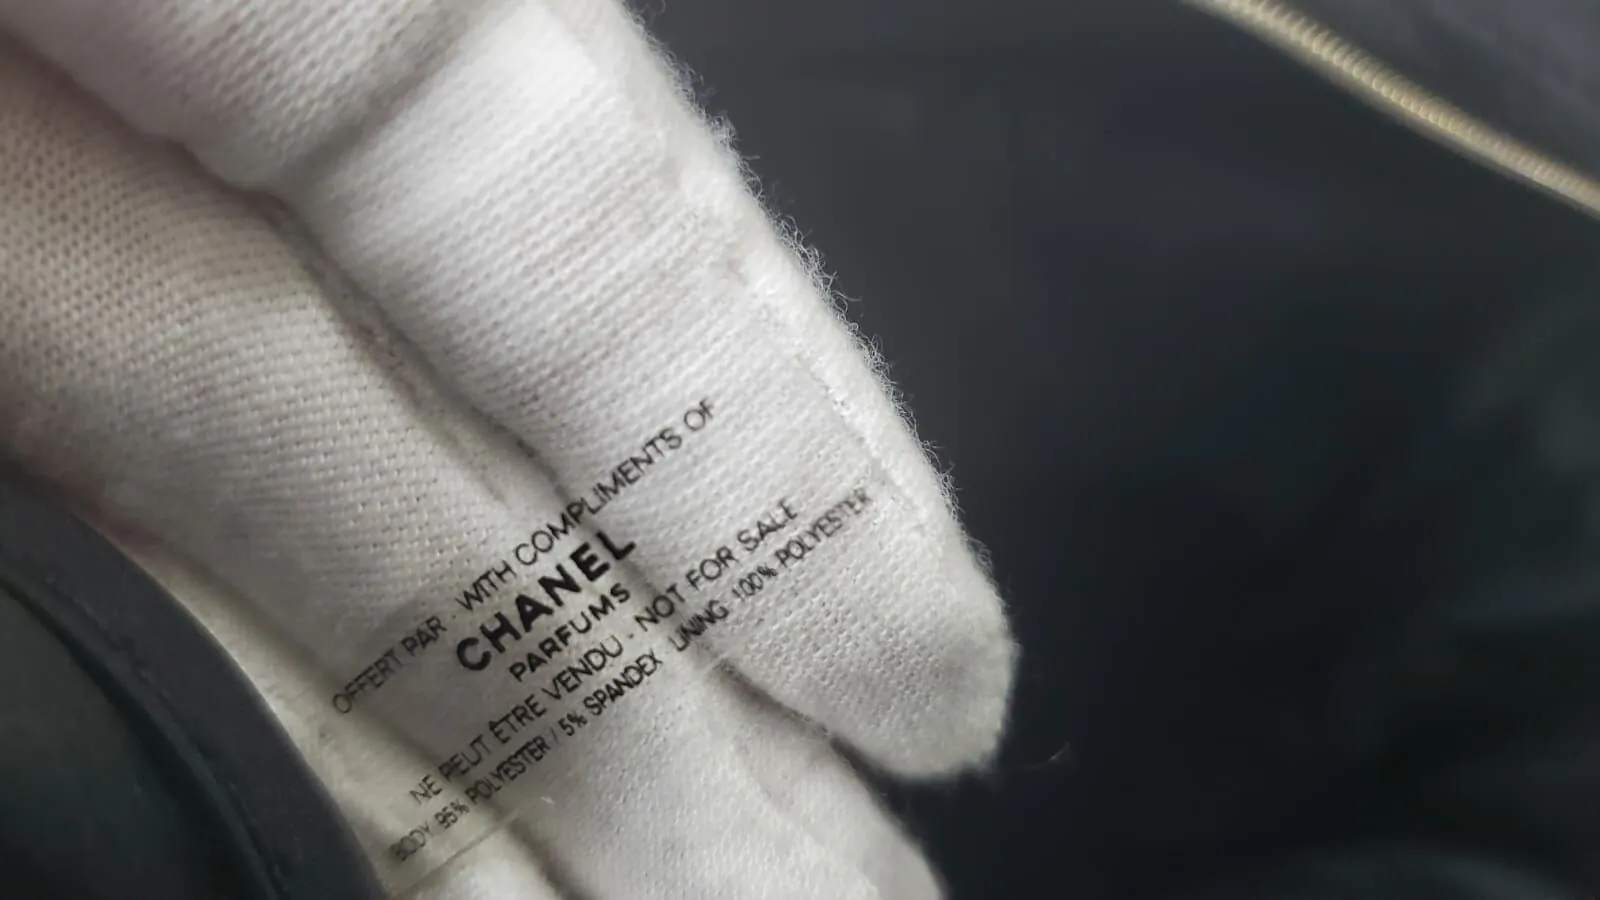 OFFERT PAR - WITH COMPLIMENTS OF
CHANEL
PARFUMS
NE PEUT ÊTRE VENDU - NOT FOR SALE
BODY 95% POLYESTER / 5% SPANDEX LINING 100% POLYESTER